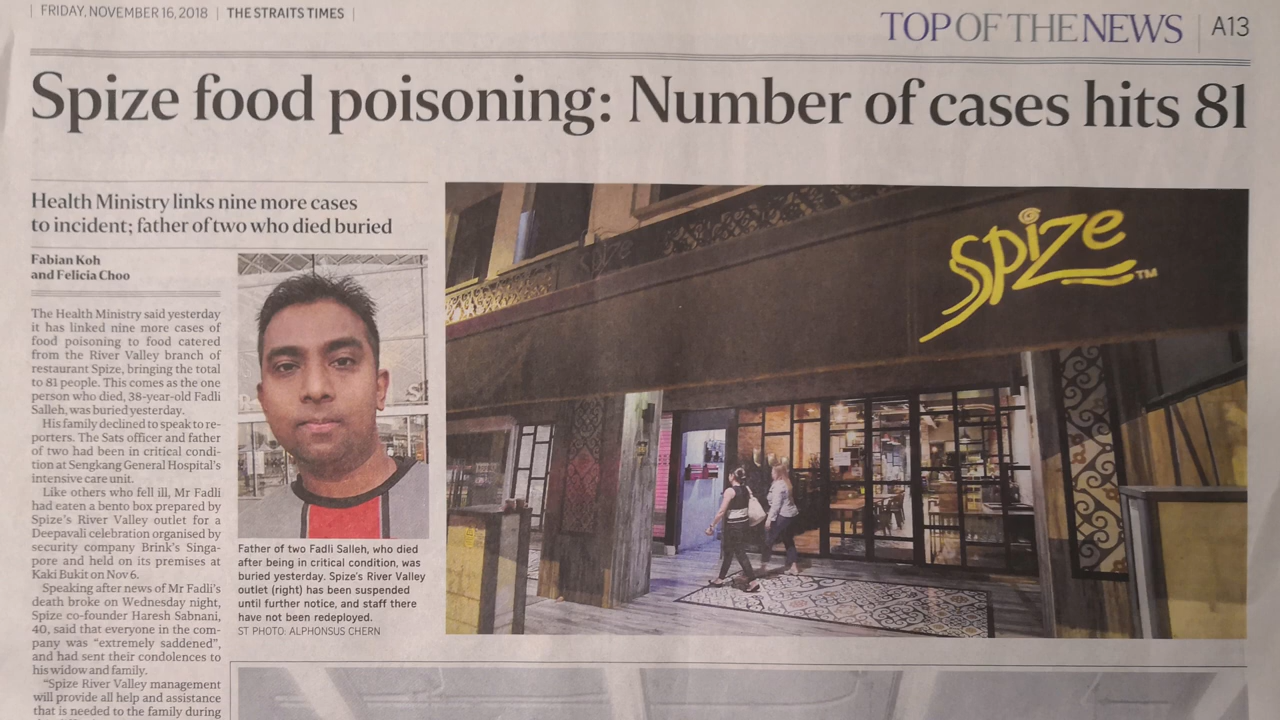 FRIDAY, NOVEMBER 16, 2018 | THE STRAITS TIMES |
TOP OF THE NEWS | A13
Spize food poisoning: Number of cases hits 81
Health Ministry links nine more cases
to incident; father of two who died buried
Fabian Koh
and Felicia Choo
The Health Ministry said yesterday
it has linked nine more cases of
food poisoning to food catered
from the River Valley branch of
restaurant Spize, bringing the total
to 81 people. This comes as the one
person who died, 38-year-old Fadli
Salleh, was buried yesterday.
His family declined to speak to re-
porters. The Sats officer and father
of two had been in critical condi-
tion at Sengkang General Hospital's
intensive care unit.
Like others who fell ill, Mr Fadli
had eaten a bento box prepared by
Spize's River Valley outlet for a
Deepavali celebration organised by
security company Brink's Singa-
pore and held on its premises at
Kaki Bukit on Nov 6.
Speaking after news of Mr Fadli's
death broke on Wednesday night,
Spize co-founder Haresh Sabnani,
40, said that everyone in the com-
pany was "extremely saddened",
and had sent their condolences to
his widow and family.
"Spize River Valley management
will provide all help and assistance
that is needed to the family during
Father of two Fadli Salleh, who died
after being in critical condition, was
buried yesterday. Spize's River Valley
outlet (right) has been suspended
until further notice, and staff there
have not been redeployed.
ST PHOTO: ALPHONSUS CHERN
spize TM